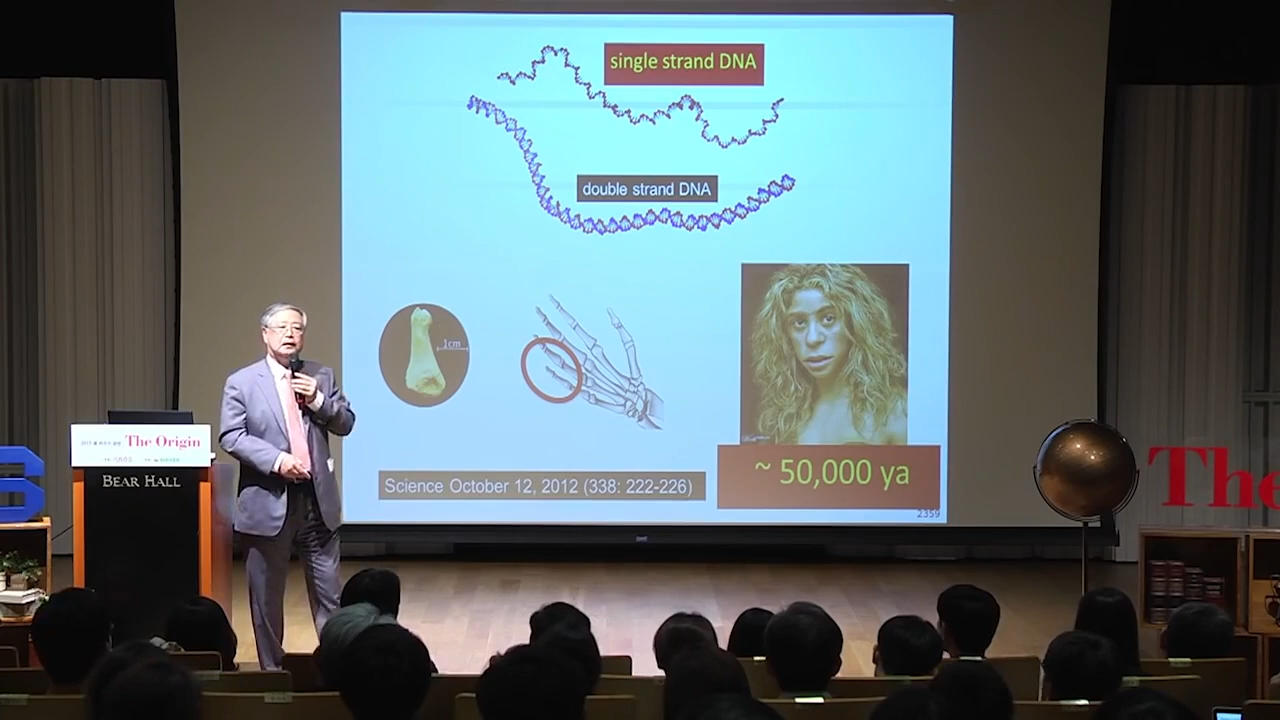 single strand DNA
double strand DNA
1cm
Science October 12, 2012 (338: 222-226)
~ 50,000 ya
2359
The Origin
BEAR HALL
S
The